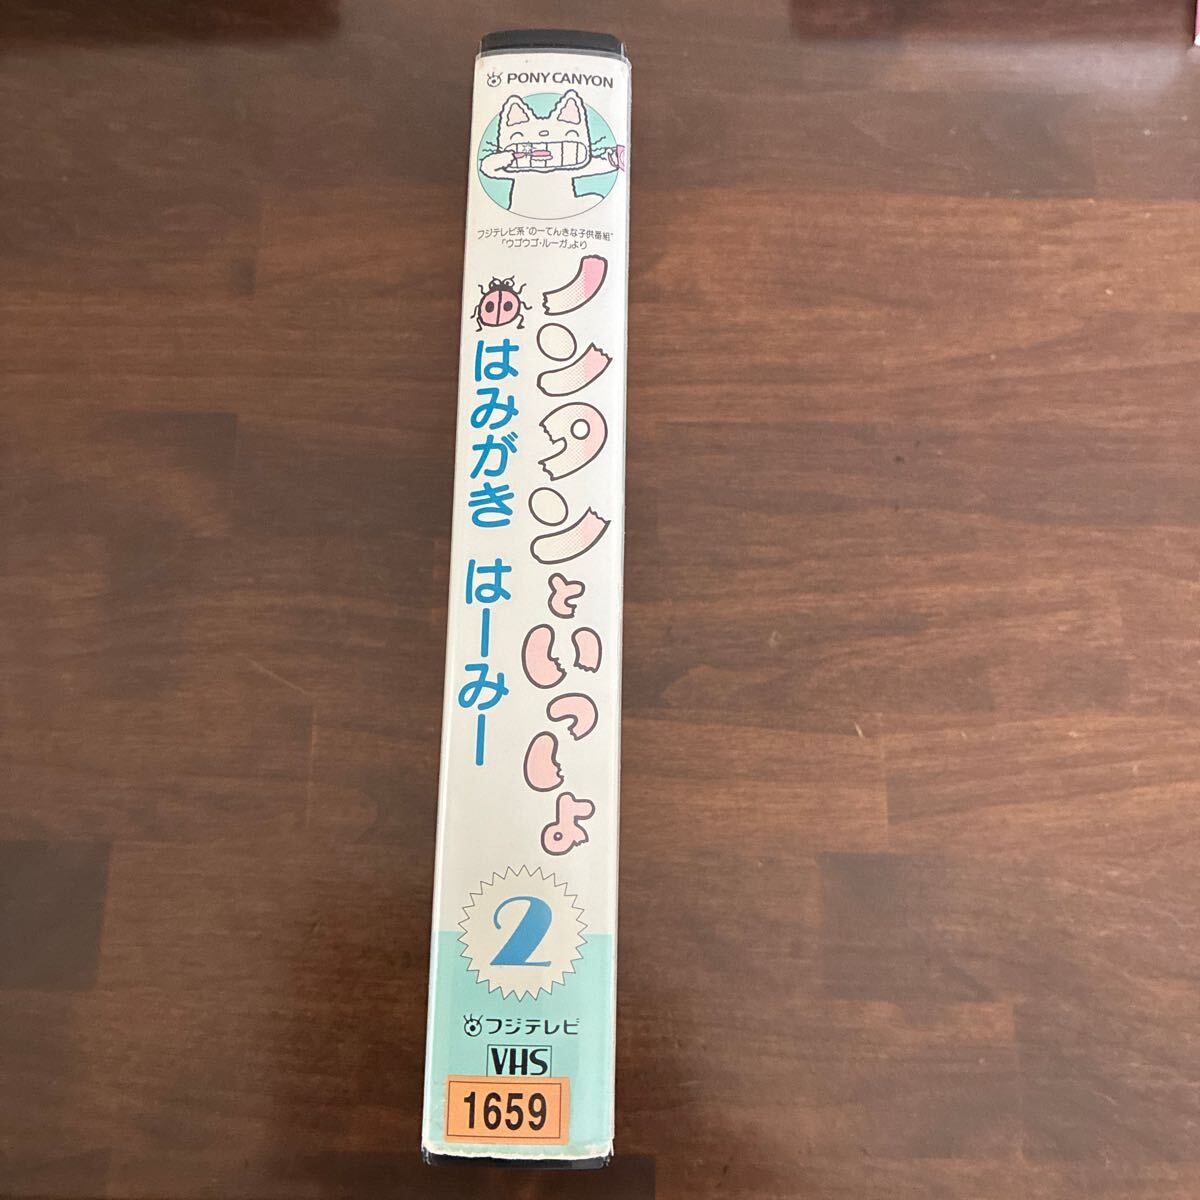 PONY CANYON
フジテレビ系"のーてんきな子供番組"
「ウゴウゴ・ルーガ」より
ノンタンといっしょ
はみがき はーみー
2
フジテレビ
VHS
1659